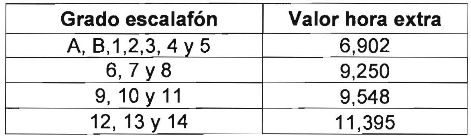 Grado escalafón Valor hora extra
A, B,1,2,3, 4 y 5 6,902
6, 7 y 8 9,250
9, 10 y 11 9,548
12, 13 y 14 11,395